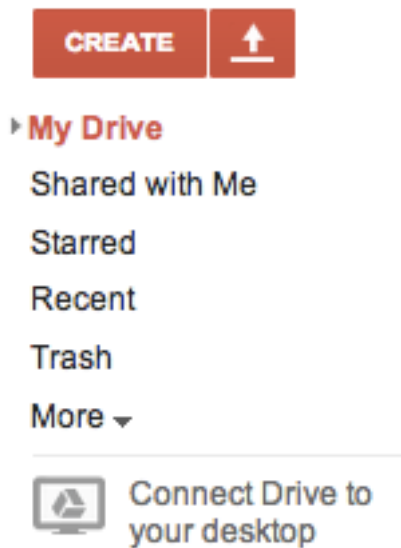 CREATE
My Drive
Shared with Me
Starred
Recent
Trash
More
Connect Drive to
your desktop